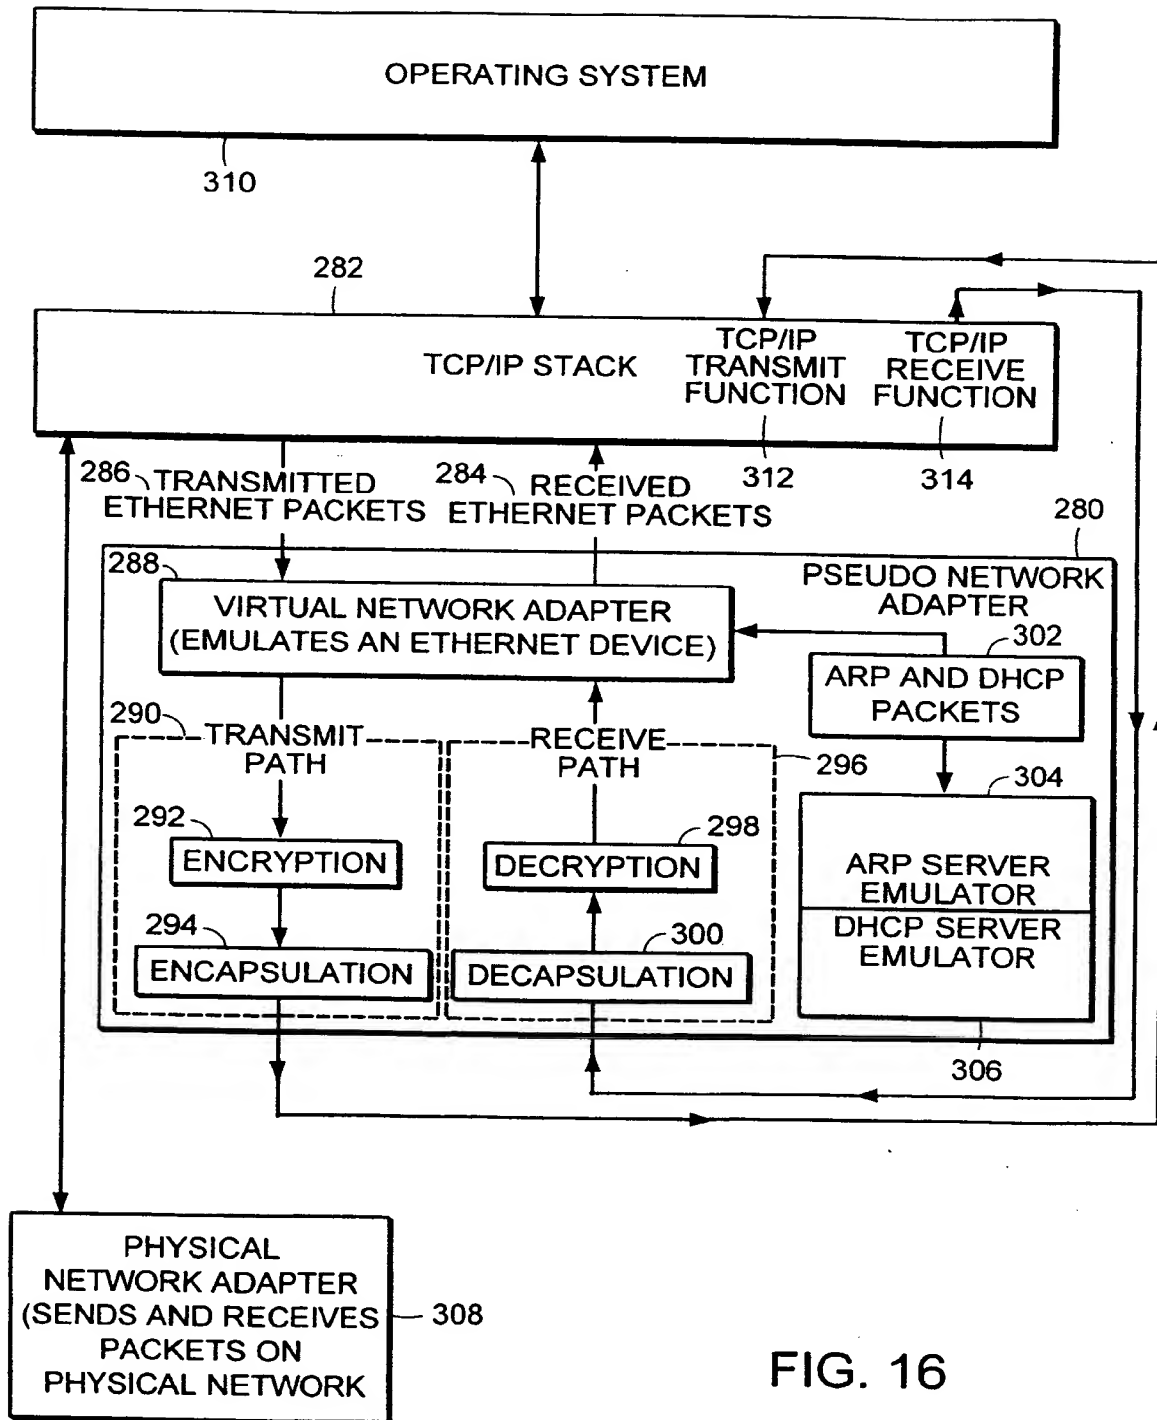 OPERATING SYSTEM
310
282
TCP/IP STACK
TCP/IP
TRANSMIT
FUNCTION
TCP/IP
RECEIVE
FUNCTION
312
314
286
TRANSMITTED
ETHERNET PACKETS
284
RECEIVED
ETHERNET PACKETS
280
288
VIRTUAL NETWORK ADAPTER
(EMULATES AN ETHERNET DEVICE)
PSEUDO NETWORK
ADAPTER
302
ARP AND DHCP
PACKETS
290
TRANSMIT
PATH
RECEIVE
PATH
296
304
292
ENCRYPTION
298
DECRYPTION
ARP SERVER
EMULATOR
294
ENCAPSULATION
300
DECAPSULATION
DHCP SERVER
EMULATOR
306
PHYSICAL
NETWORK ADAPTER
(SENDS AND RECEIVES
PACKETS ON
PHYSICAL NETWORK
308
FIG. 16